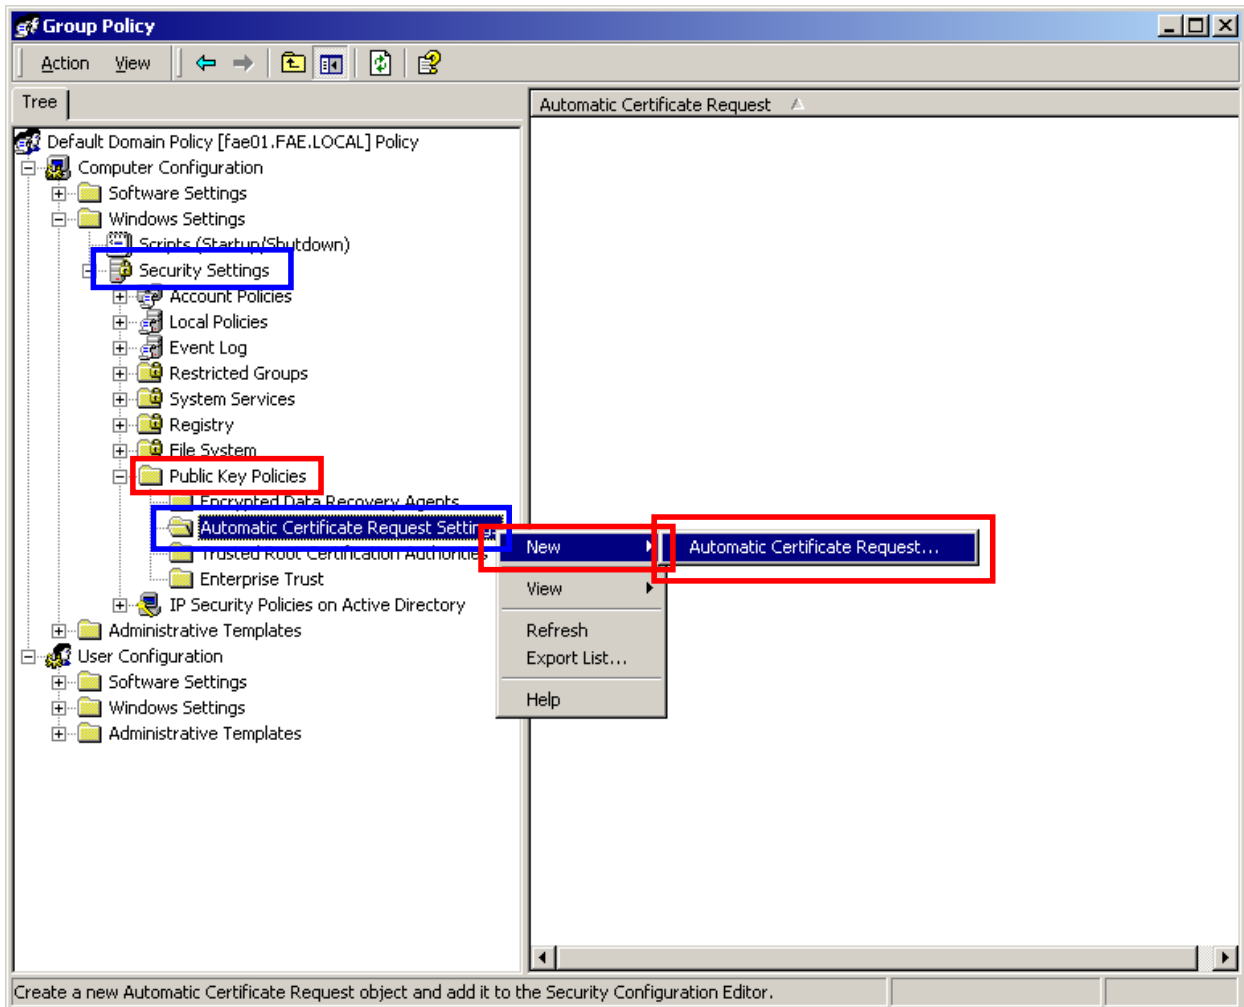 Group Policy
Action View
Tree
Automatic Certificate Request
Default Domain Policy [fae01.FAE.LOCAL] Policy
Computer Configuration
Software Settings
Windows Settings
Scripts (Startup/Shutdown)
Security Settings
Account Policies
Local Policies
Event Log
Restricted Groups
System Services
Registry
File System
Public Key Policies
Encrypted Data Recovery Agents
Automatic Certificate Request Setting
Trusted Root Certification Authorities
Enterprise Trust
IP Security Policies on Active Directory
Administrative Templates
User Configuration
Software Settings
Windows Settings
Administrative Templates
New
View
Refresh
Export List...
Help
Automatic Certificate Request...
Create a new Automatic Certificate Request object and add it to the Security Configuration Editor.